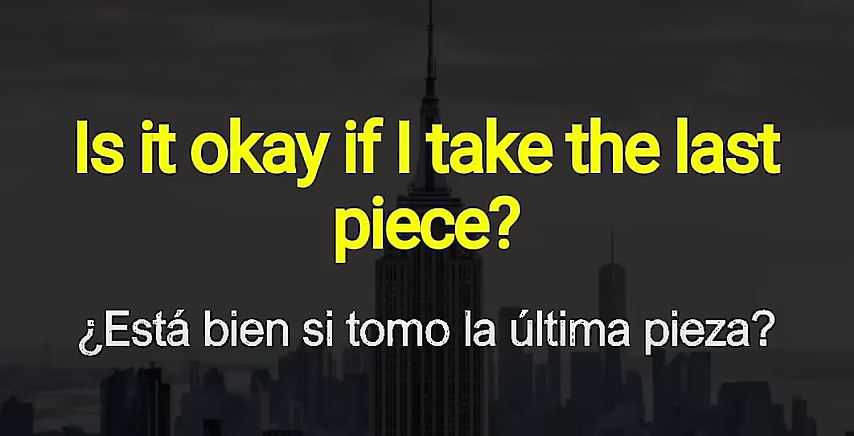 Is it okay if I take the last
piece?
¿Está bien si tomo la última pieza?